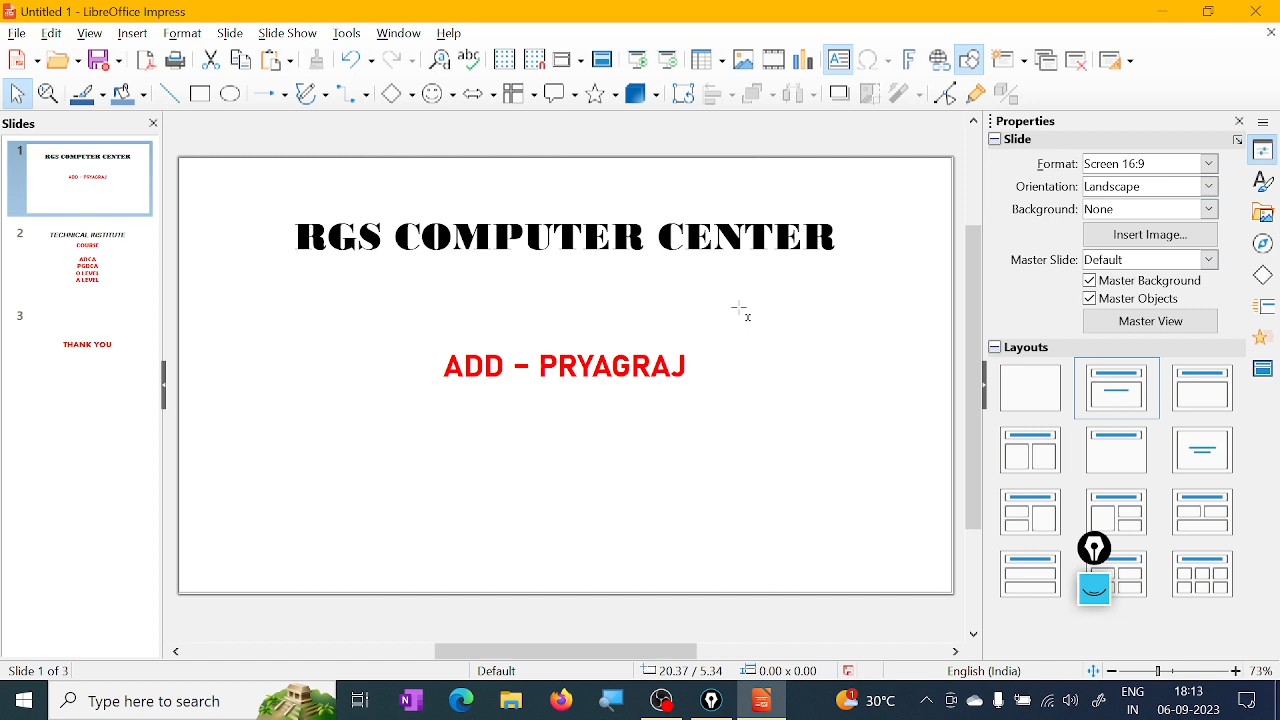 Untitled 1 - LibreOffice Impress
File Edit View Insert Format Slide Slide Show Tools Window Help
Slides
1
RGS COMPUTER CENTER
ADD - PRYAGRAJ
2
TECHNICAL INSTITUTE
COURSE
ADCA
PGDCA
O LEVEL
A LEVEL
3
THANK YOU
RGS COMPUTER CENTER
ADD - PRYAGRAJ
Properties
Slide
Format: Screen 16:9
Orientation: Landscape
Background: None
Insert Image...
Master Slide: Default
Master Background
Master Objects
Master View
Layouts
Slide 1 of 3
Default
20.37 / 5.34
0.00 x 0.00
English (India)
73%
Type here to search
1
30°C
ENG
IN
18:13
06-09-2023